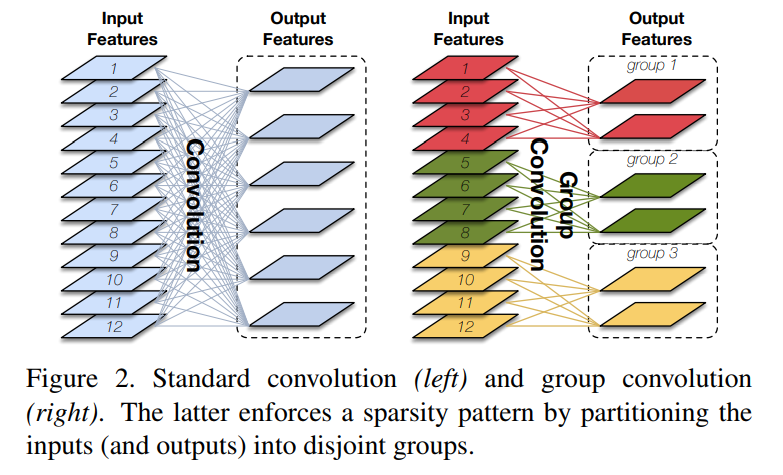 Input
Features
Output
Features
1
2
3
4
5
6
7
8
9
10
11
12
Convolution
Input
Features
Output
Features
1
2
3
4
5
6
7
8
9
10
11
12
Group
Convolution
group 1
group 2
group 3
Figure 2. Standard convolution (left) and group convolution
(right). The latter enforces a sparsity pattern by partitioning the
inputs (and outputs) into disjoint groups.